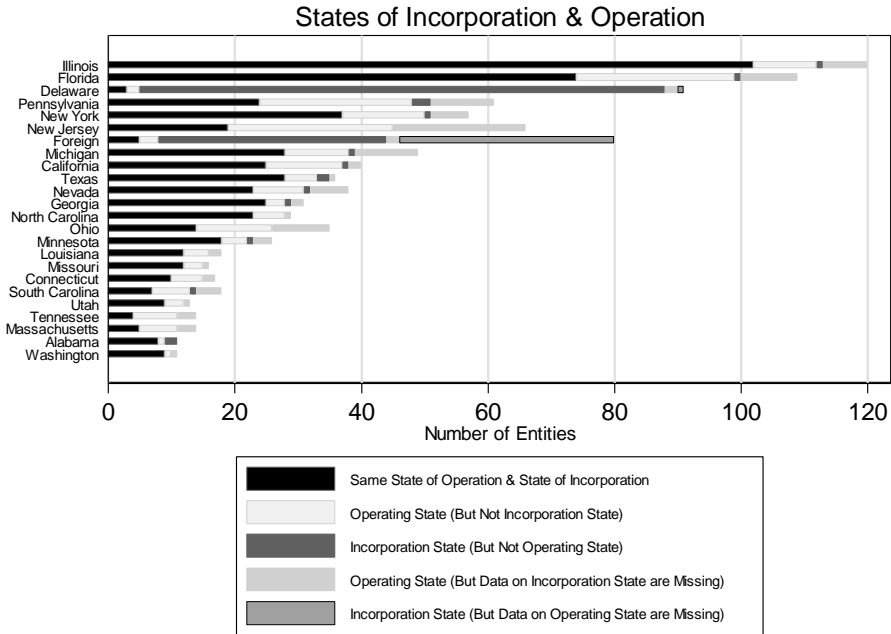 States of Incorporation & Operation
Illinois
Florida
Delaware
Pennsylvania
New York
New Jersey
Foreign
Michigan
California
Texas
Nevada
Georgia
North Carolina
Ohio
Minnesota
Louisiana
Missouri
Connecticut
South Carolina
Utah
Tennessee
Massachusetts
Alabama
Washington
0 20 40 60 80 100 120
Number of Entities
Same State of Operation & State of Incorporation
Operating State (But Not Incorporation State)
Incorporation State (But Not Operating State)
Operating State (But Data on Incorporation State are Missing)
Incorporation State (But Data on Operating State are Missing)